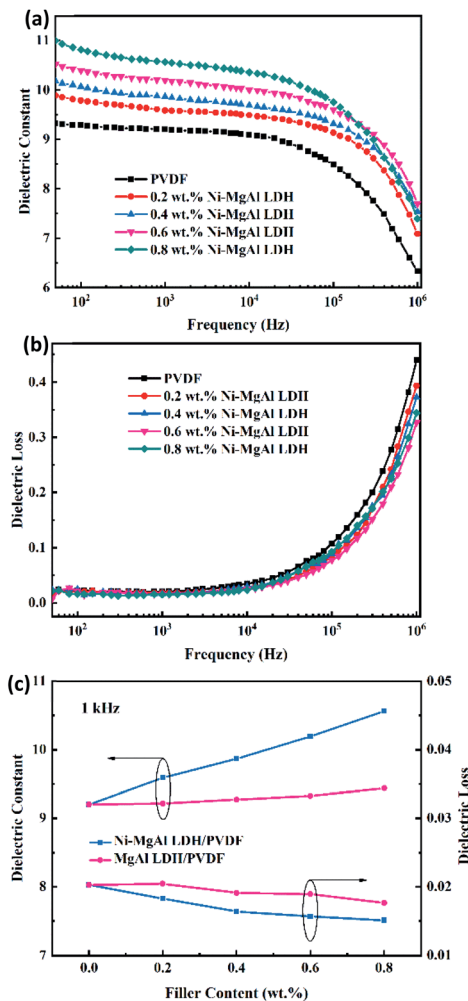 (a)
11
10
9
8
7
6
Dielectric Constant
PVDF
0.2 wt.% Ni-MgAl LDH
0.4 wt.% Ni-MgAl LDH
0.6 wt.% Ni-MgAl LDH
0.8 wt.% Ni-MgAl LDH
10² 10³ 10⁴ 10⁵ 10⁶
Frequency (Hz)
(b)
0.4
0.3
0.2
0.1
0.0
Dielectric Loss
PVDF
0.2 wt.% Ni-MgAl LDH
0.4 wt.% Ni-MgAl LDH
0.6 wt.% Ni-MgAl LDH
0.8 wt.% Ni-MgAl LDH
10² 10³ 10⁴ 10⁵ 10⁶
Frequency (Hz)
(c)
11
10
9
8
7
Dielectric Constant
1 kHz
Ni-MgAl LDH/PVDF
MgAl LDH/PVDF
0.05
0.04
0.03
0.02
0.01
Dielectric Loss
0.0 0.2 0.4 0.6 0.8
Filler Content (wt.%)